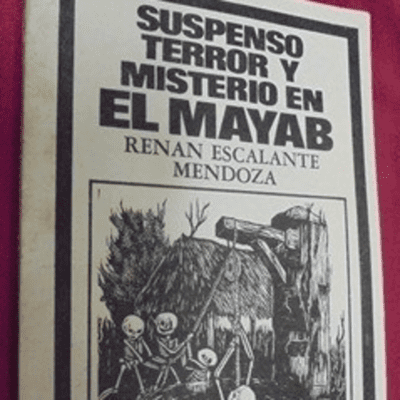 SUSPENSO
TERROR Y
MISTERIO EN
EL MAYAB
RENAN ESCALANTE
MENDOZA